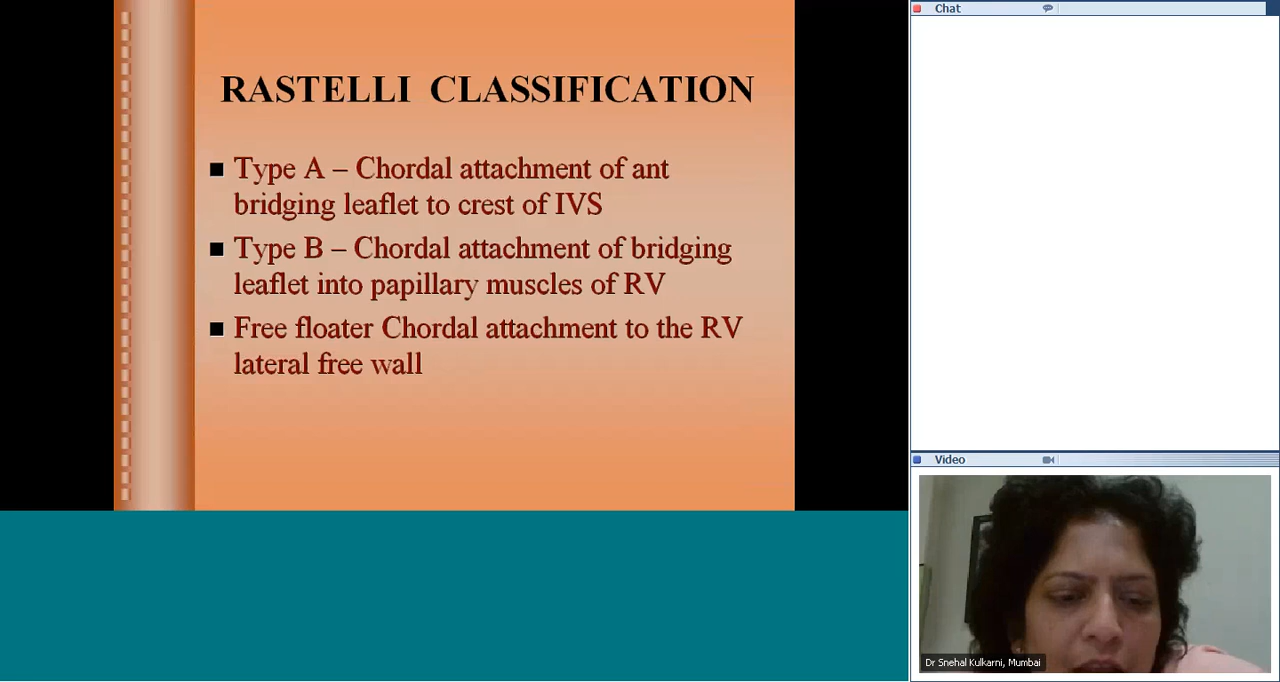 RASTELLI CLASSIFICATION
Type A – Chordal attachment of ant
bridging leaflet to crest of IVS
Type B – Chordal attachment of bridging
leaflet into papillary muscles of RV
Free floater Chordal attachment to the RV
lateral free wall
Chat
Video
Dr Snehal Kulkarni, Mumbai